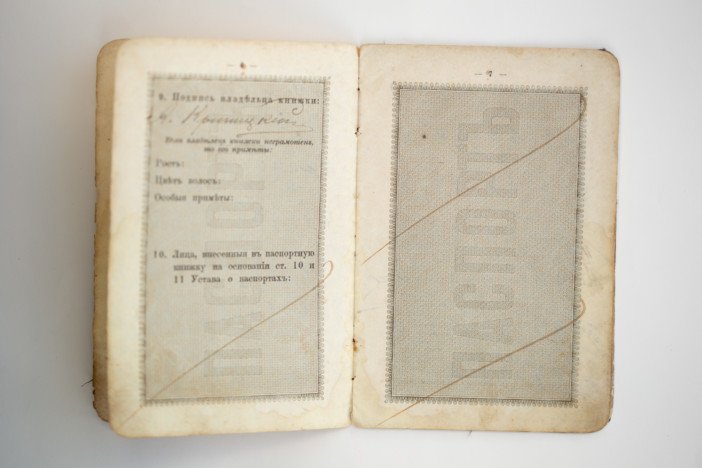 9. Подпись владѣльца книжки:
А.
Если владѣлецъ книжки неграмотенъ,
то его примѣты:
Ростъ:
Цвѣтъ волосъ:
Особыя примѣты:
10. Лица, внесенныя въ паспортную
книжку на основаніи ст. 10 и
11 Устава о паспортахъ:
ПАСПОРТЪ
— 7 —
ПАСПОРТЪ